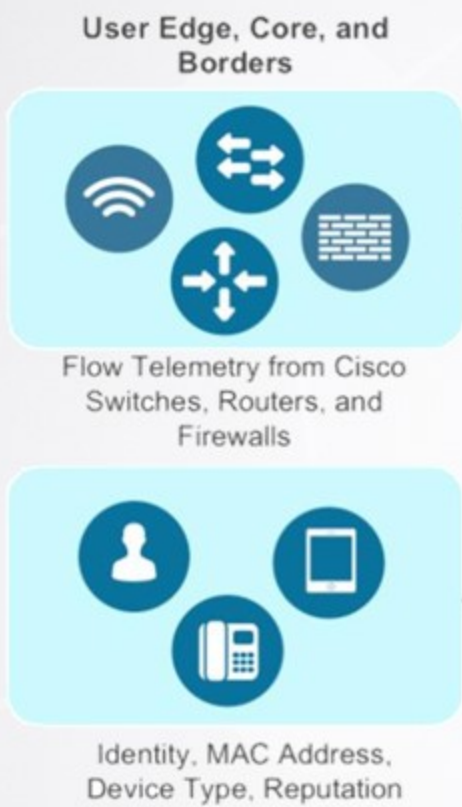 User Edge, Core, and
Borders
Flow Telemetry from Cisco
Switches, Routers, and
Firewalls
Identity, MAC Address,
Device Type, Reputation